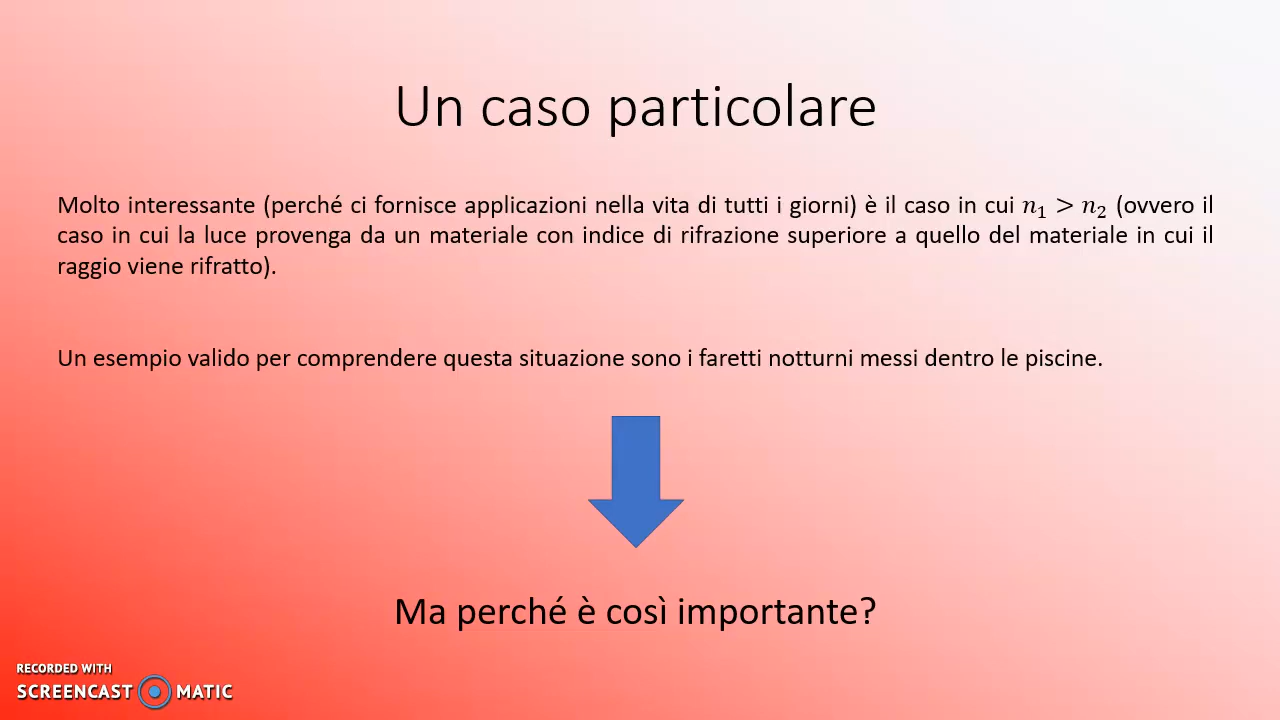 Un caso particolare
Molto interessante (perché ci fornisce applicazioni nella vita di tutti i giorni) è il caso in cui n₁ > n₂ (ovvero il
caso in cui la luce provenga da un materiale con indice di rifrazione superiore a quello del materiale in cui il
raggio viene rifratto).
Un esempio valido per comprendere questa situazione sono i faretti notturni messi dentro le piscine.
Ma perché è così importante?
RECORDED WITH
SCREENCAST MATIC